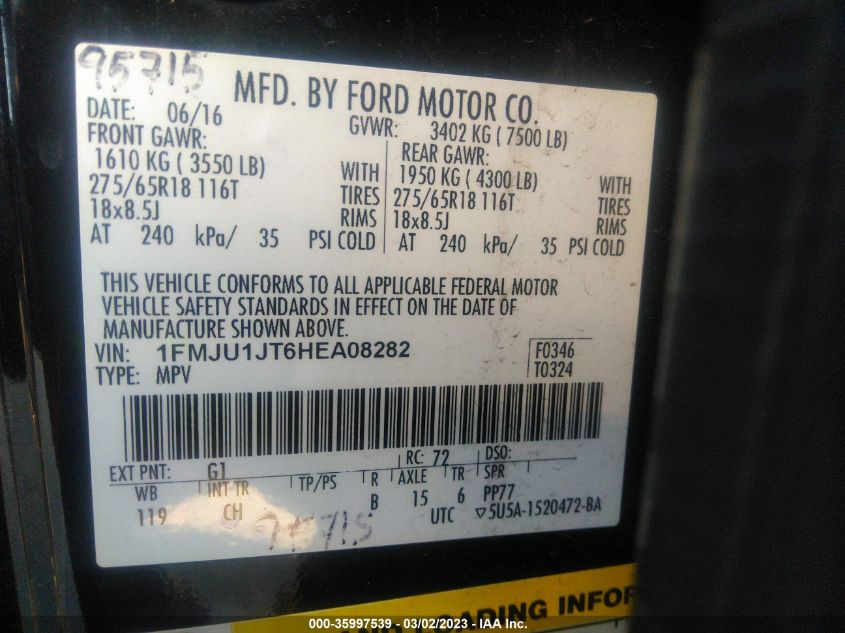 95715
MFD. BY FORD MOTOR CO.
DATE: 06/16
GVWR: 3402 KG ( 7500 LB)
FRONT GAWR:
1610 KG ( 3550 LB) WITH
275/65R18 116T TIRES
18x8.5J RIMS
AT 240 kPa/ 35 PSI COLD
REAR GAWR:
1950 KG ( 4300 LB) WITH
275/65R18 116T TIRES
18x8.5J RIMS
AT 240 kPa/ 35 PSI COLD
THIS VEHICLE CONFORMS TO ALL APPLICABLE FEDERAL MOTOR
VEHICLE SAFETY STANDARDS IN EFFECT ON THE DATE OF
MANUFACTURE SHOWN ABOVE.
VIN: 1FMJU1JT6HEA08282
F0346
TYPE: MPV
T0324
EXT PNT: G1 RC: 72 DSO:
WB INT TR TP/PS R AXLE TR SPR
119 CH B 15 6 PP77
95715
UTC ▽5U5A-1520472-BA
AND LOADING INFOR
000-35997539 - 03/02/2023 - IAA Inc.